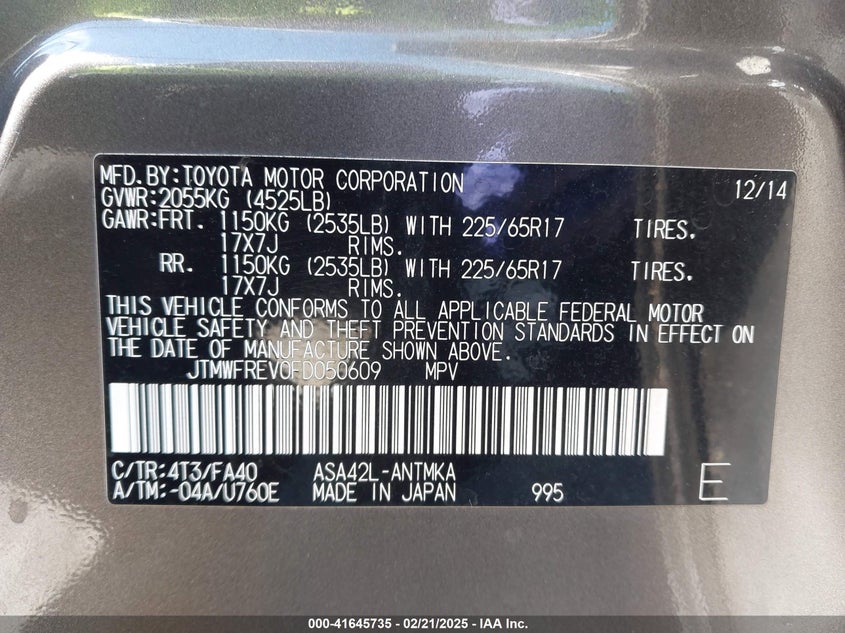 MFD.BY:TOYOTA MOTOR CORPORATION 12/14
GVWR:2055KG (4525LB)
GAWR:FRT. 1150KG (2535LB) WITH 225/65R17 TIRES.
17X7J RIMS.
RR. 1150KG (2535LB) WITH 225/65R17 TIRES.
17X7J RIMS.
THIS VEHICLE CONFORMS TO ALL APPLICABLE FEDERAL MOTOR
VEHICLE SAFETY AND THEFT PREVENTION STANDARDS IN EFFECT ON
THE DATE OF MANUFACTURE SHOWN ABOVE.
JTMWFREV0FD050609 MPV
C/TR:4T3/FA40 ASA42L-ANTMKA
A/TM:-04A/U760E MADE IN JAPAN 995 E
000-41645735 - 02/21/2025 - IAA Inc.